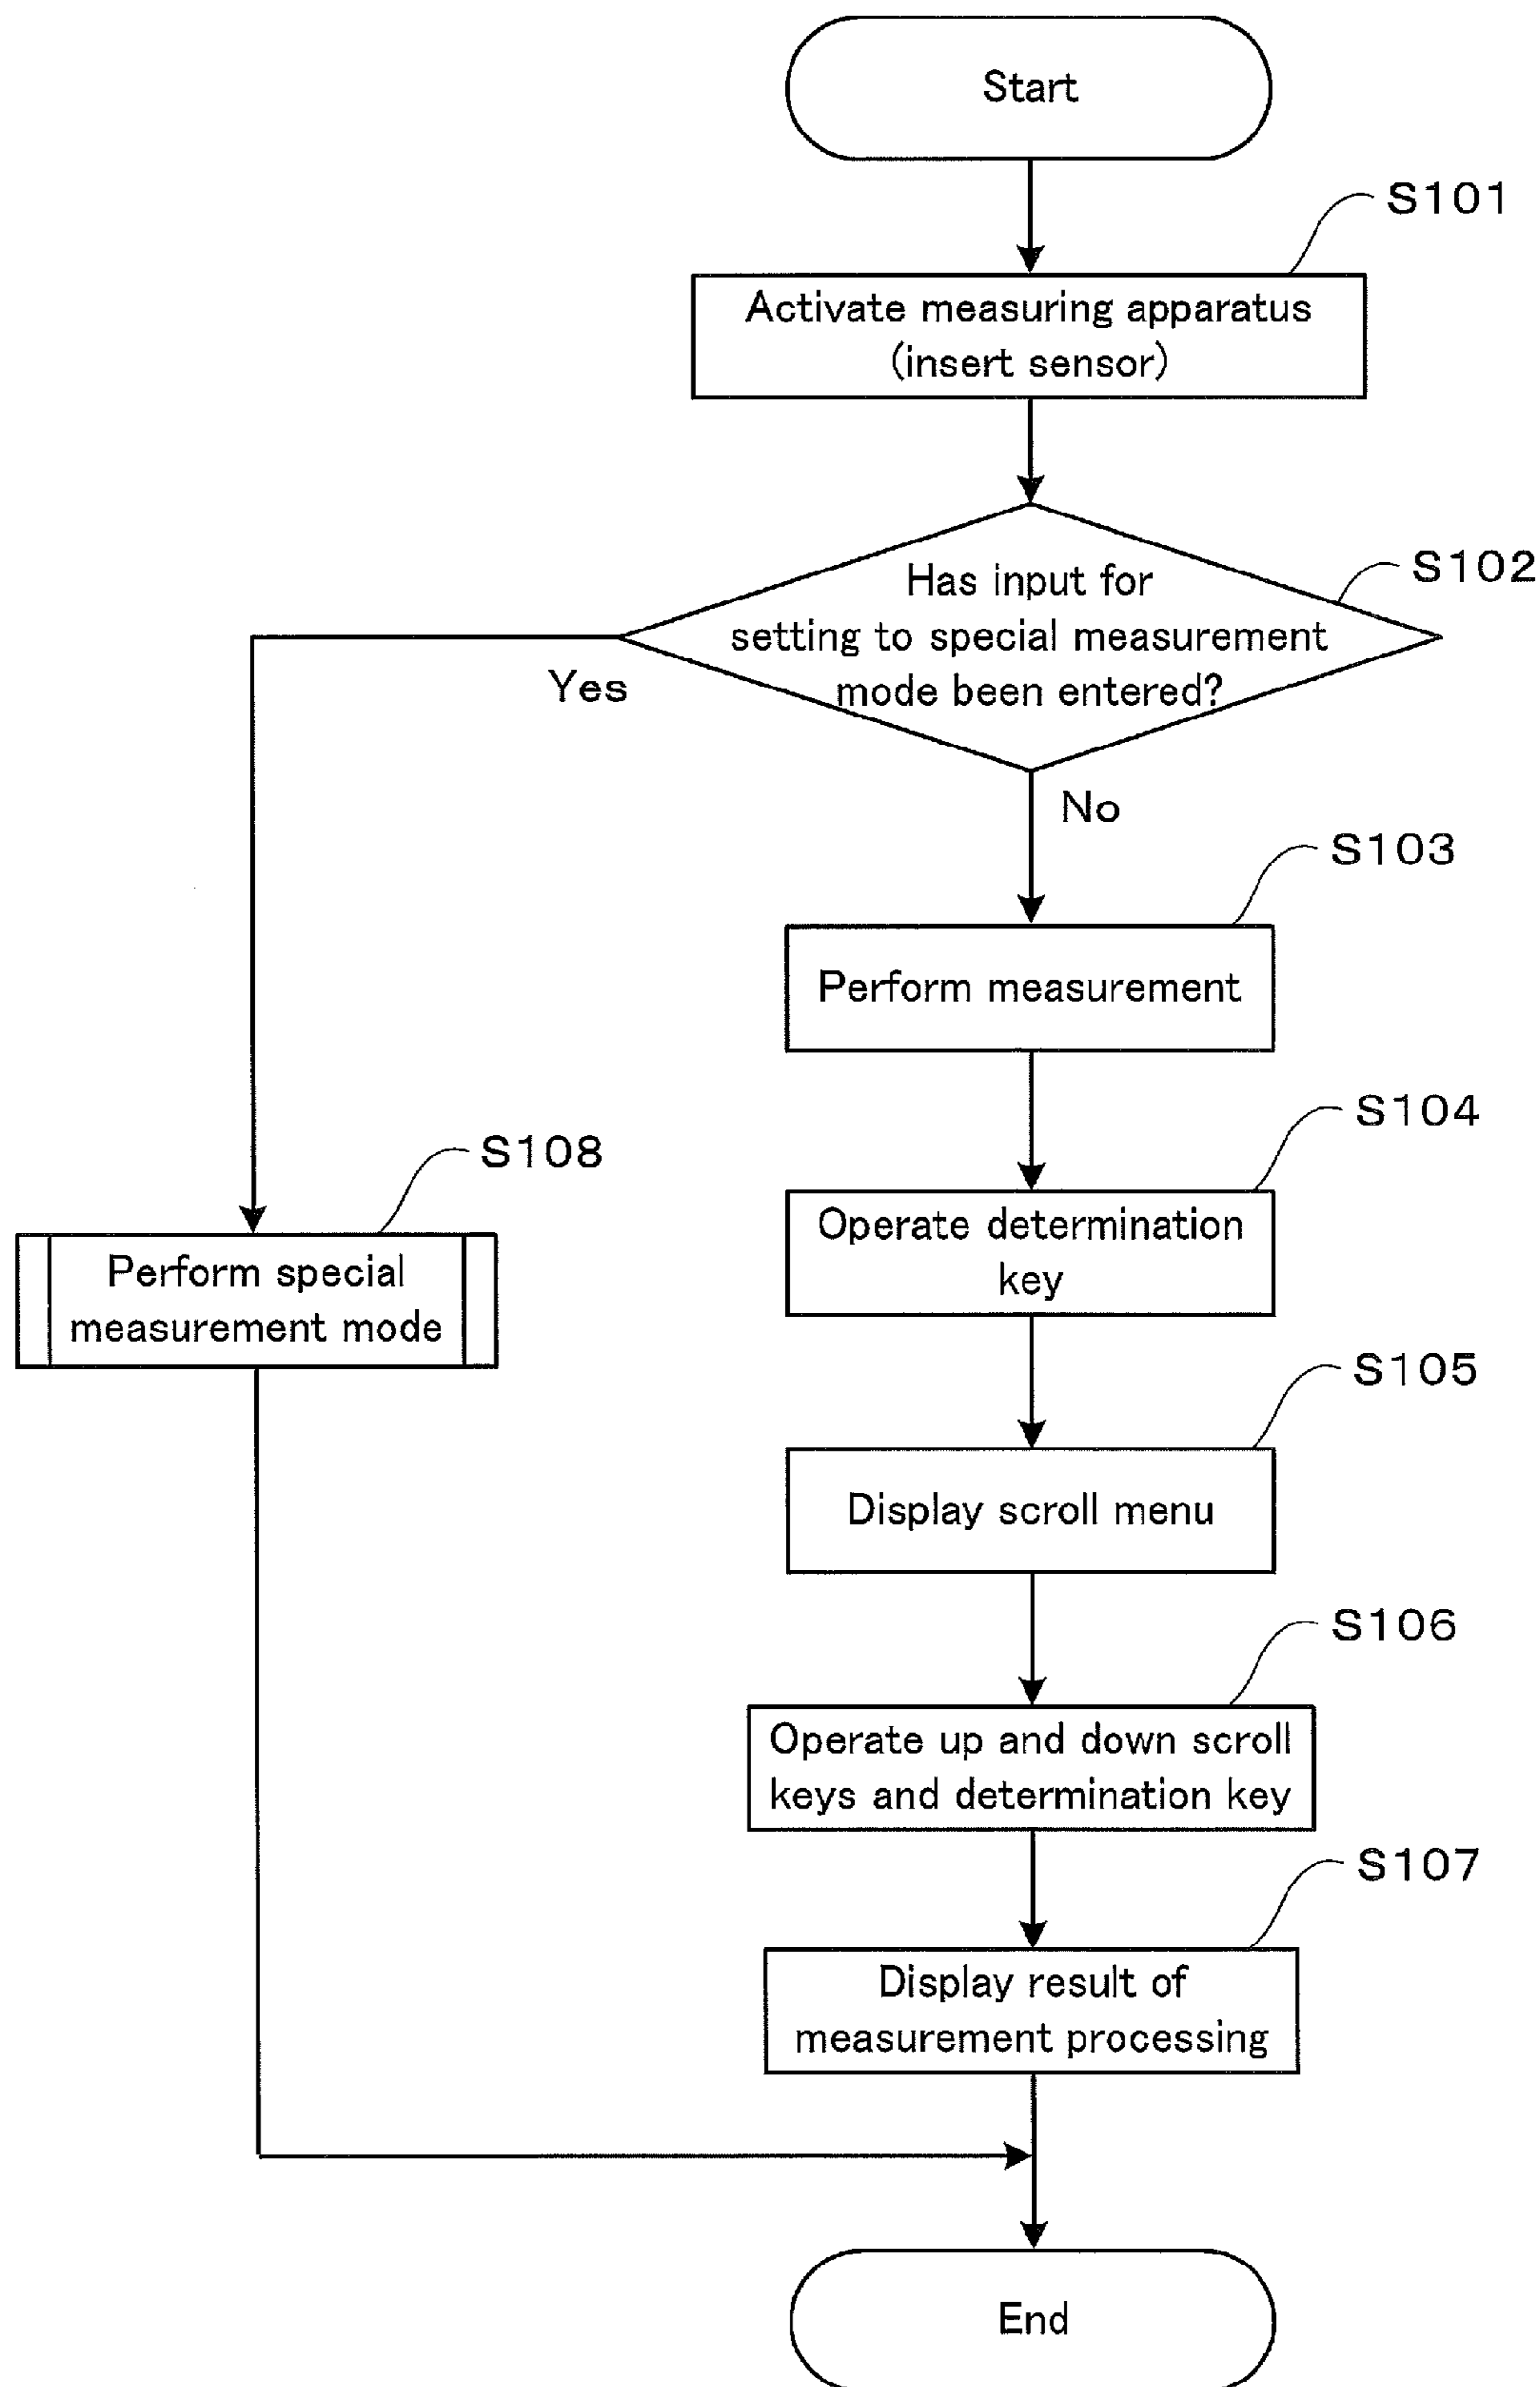 Start
S101
Activate measuring apparatus
(insert sensor)
S102
Has input for
setting to special measurement
mode been entered?
Yes
No
S103
Perform measurement
S104
Operate determination
key
S108
Perform special
measurement mode
S105
Display scroll menu
S106
Operate up and down scroll
keys and determination key
S107
Display result of
measurement processing
End